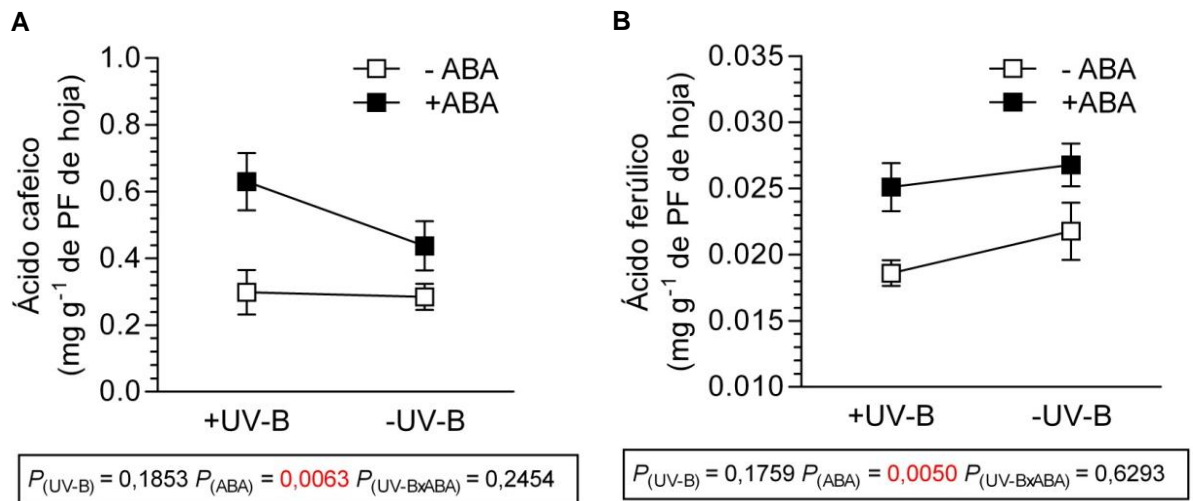 A
Ácido cafeico
(mg g⁻¹ de PF de hoja)
1.0
0.8
0.6
0.4
0.2
0.0
- ABA
+ABA
+UV-B
-UV-B
P(UV-B) = 0,1853 P(ABA) = 0,0063 P(UV-BxABA) = 0,2454
B
Ácido ferúlico
(mg g⁻¹ de PF de hoja)
0.035
0.030
0.025
0.020
0.015
0.010
- ABA
+ABA
+UV-B
-UV-B
P(UV-B) = 0,1759 P(ABA) = 0,0050 P(UV-BxABA) = 0,6293